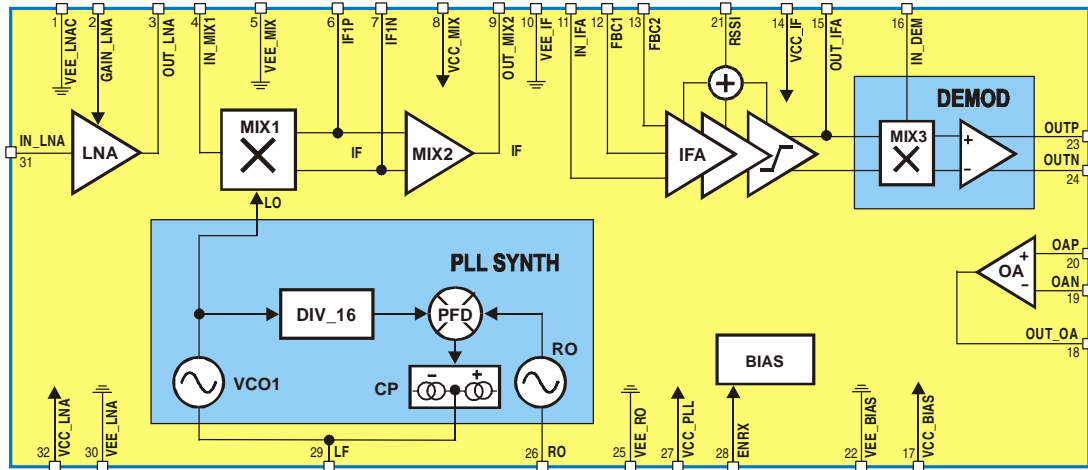 1 2 3 4 5 6 7 8 9 10 11 12 13 21 14 15 16
VEE_LNAC
GAIN_LNA
OUT_LNA
IN_MIX1
VEE_MIX
IF1P
IF1N
VCC_MIX
OUT_MIX2
VEE_IF
IN_IFA
FBC1
FBC2
RSSI
VCC_IF
OUT_IFA
IN_DEM
DEMOD
IN_LNA
31
LNA
MIX1
IF
MIX2
IF
IFA
MIX3
+
−
OUTP
23
OUTN
24
LO
PLL SYNTH
DIV_16
PFD
RO
VCO1
CP
− +
BIAS
OAP
20
OAN
19
OA
+
−
OUT_OA
18
VCC_LNA
VEE_LNA
LF
RO
VEE_RO
VCC_PLL
ENRX
VEE_BIAS
VCC_BIAS
32 30 29 26 25 27 28 22 17